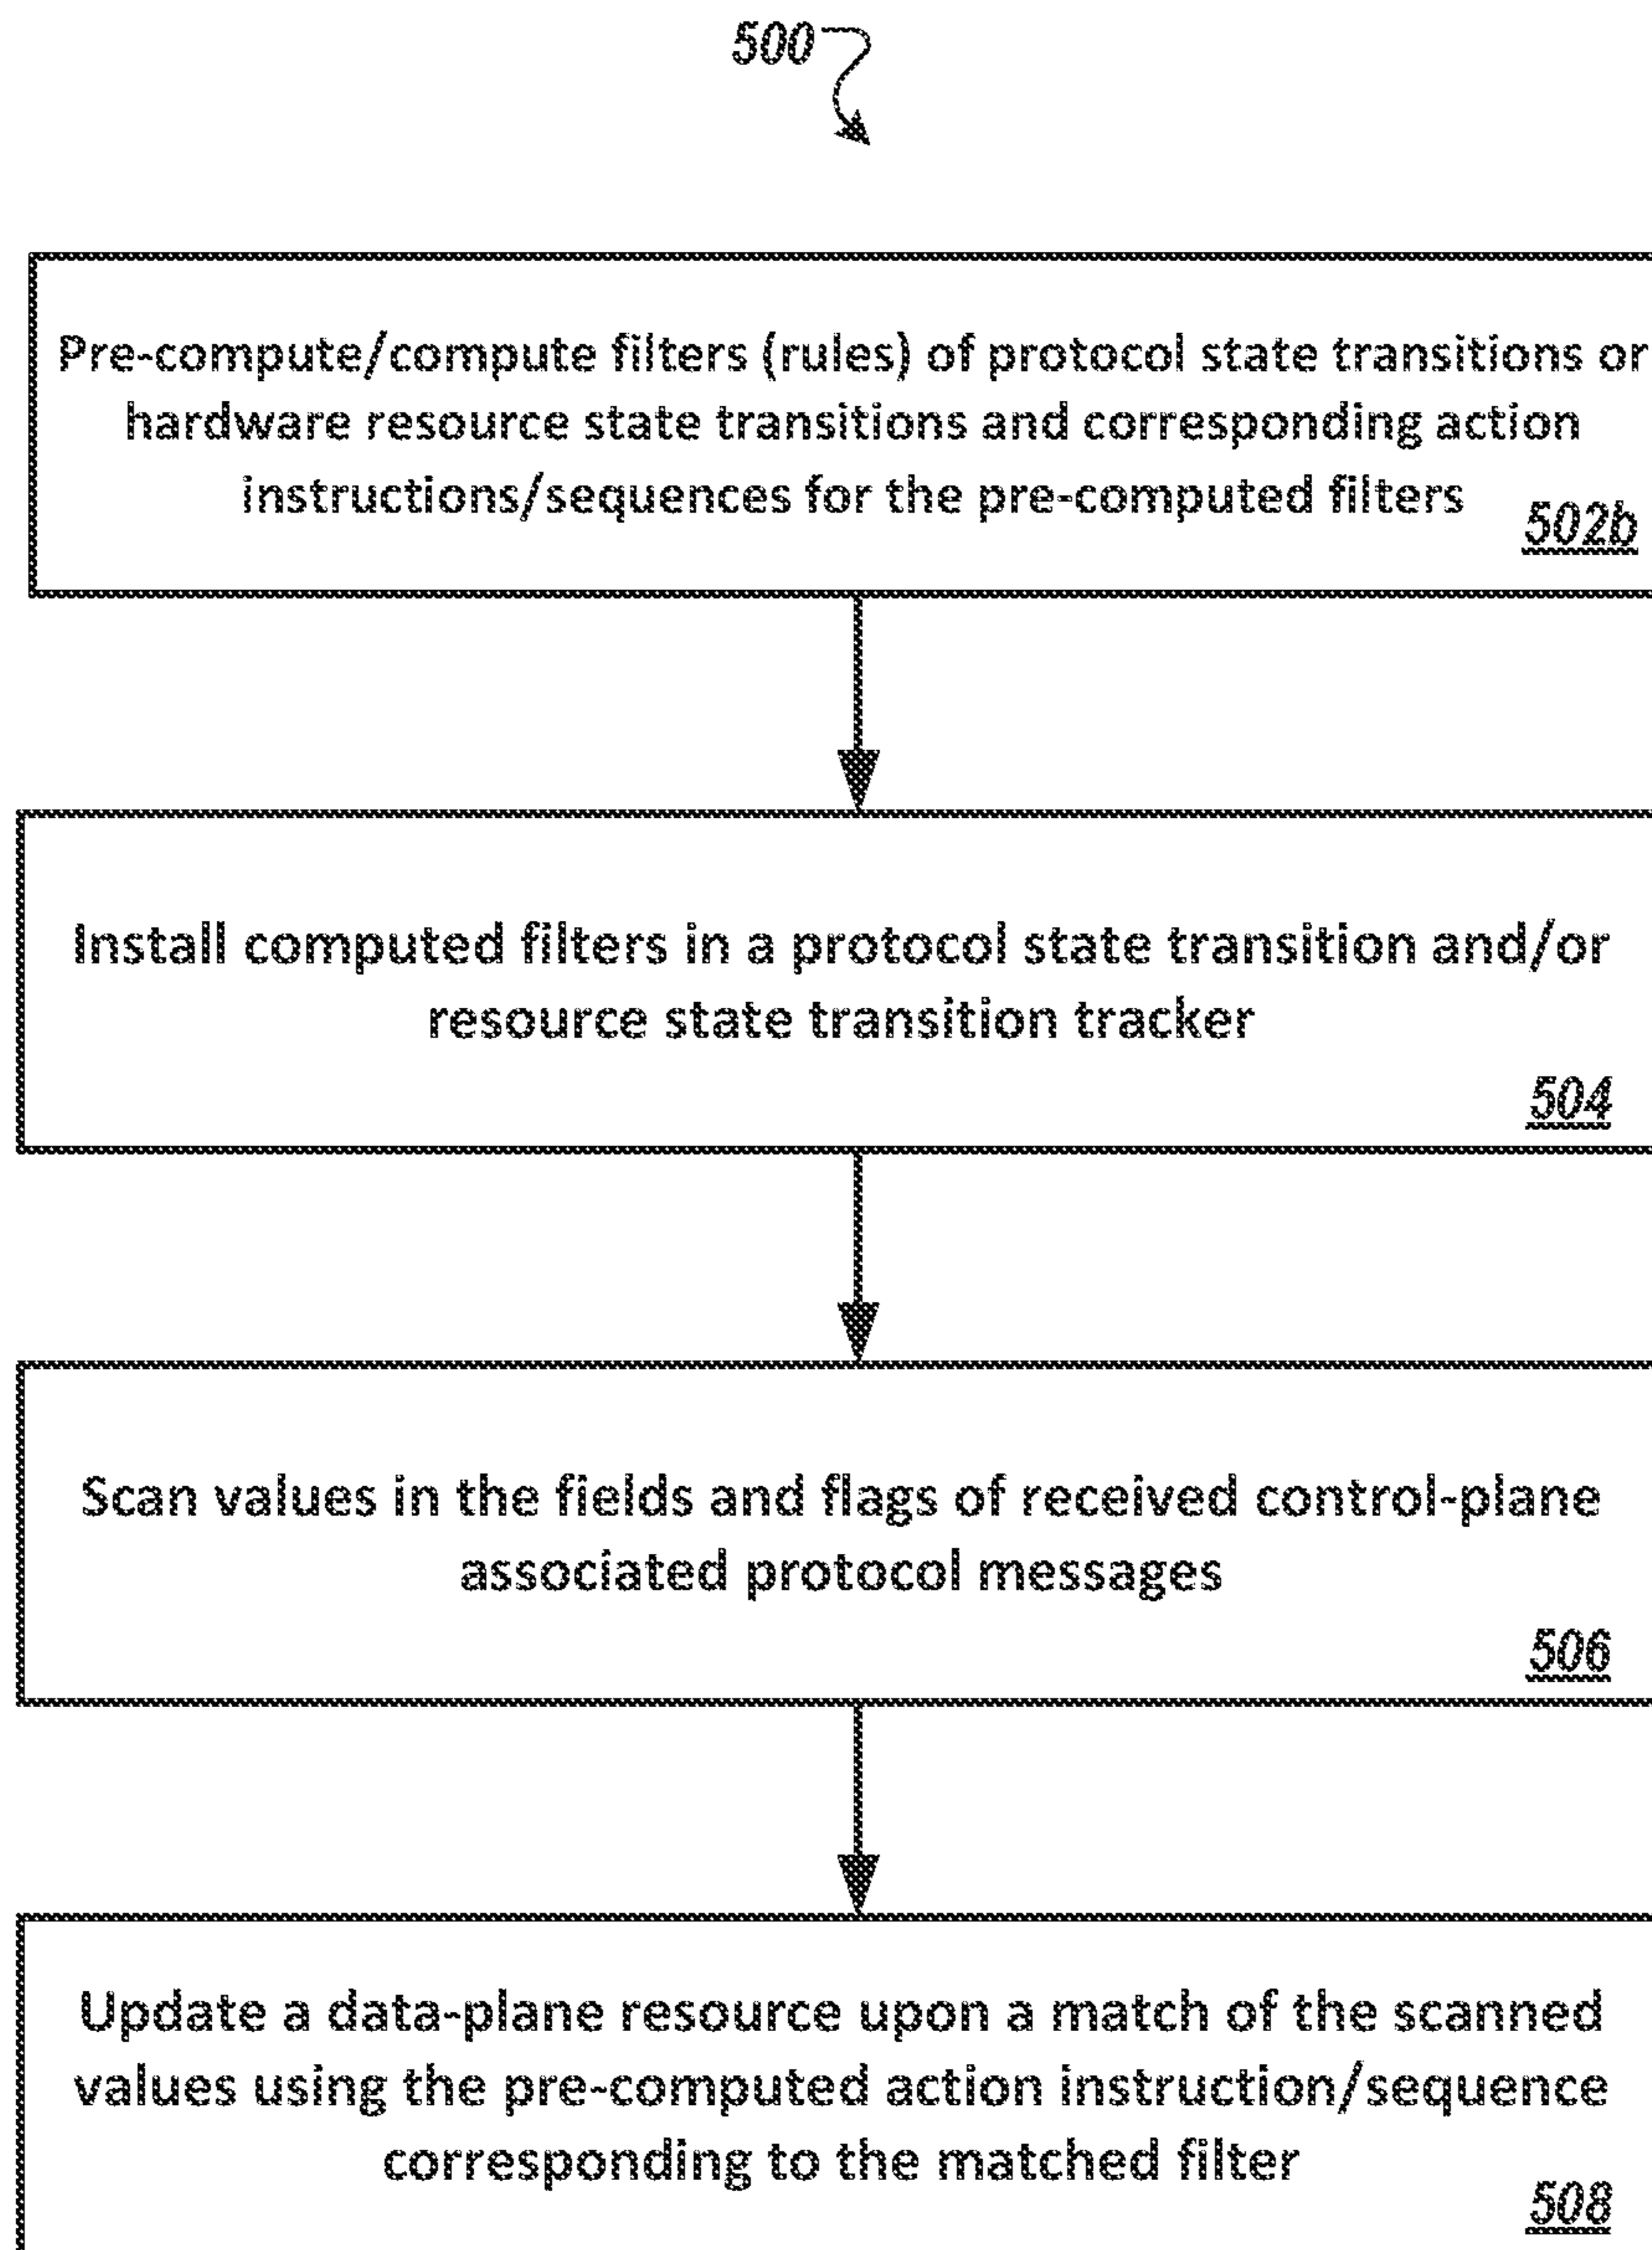 500
Pre-compute/compute filters (rules) of protocol state transitions or
hardware resource state transitions and corresponding action
instructions/sequences for the pre-computed filters
502b
Install computed filters in a protocol state transition and/or
resource state transition tracker
504
Scan values in the fields and flags of received control-plane
associated protocol messages
506
Update a data-plane resource upon a match of the scanned
values using the pre-computed action instruction/sequence
corresponding to the matched filter
508